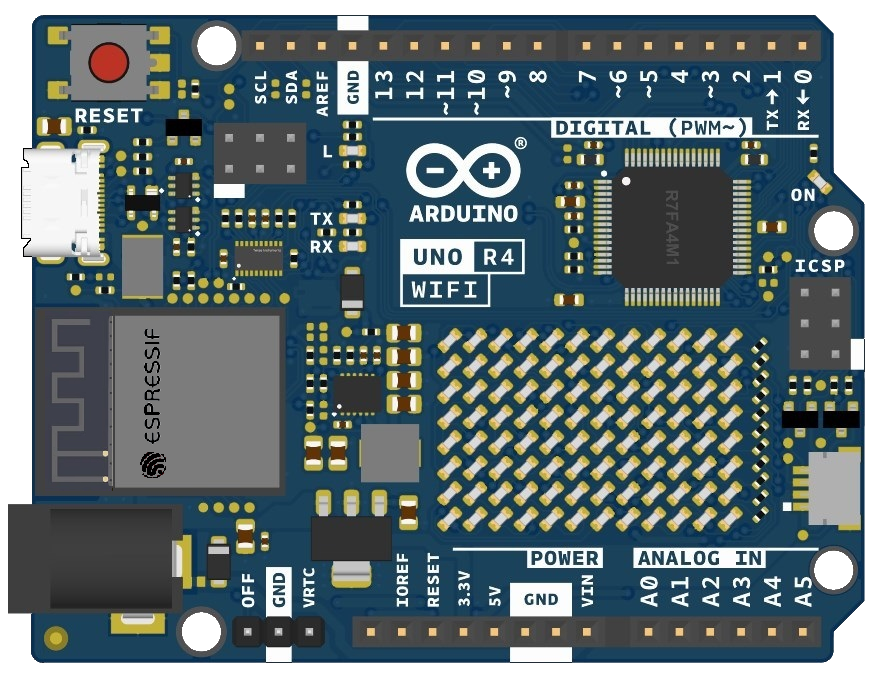 RESET
SCL
SDA
AREF
GND
13
12
~11
~10
~9
8
7
~6
~5
4
~3
2
TX→1
RX←0
DIGITAL (PWM~)
L
TX
RX
®
ARDUINO
UNO R4
WIFI
R7FA4M1
ON
ICSP
ESPRESSIF
POWER
ANALOG IN
OFF
GND
VRTC
IOREF
RESET
3.3V
5V
GND
VIN
A0
A1
A2
A3
A4
A5